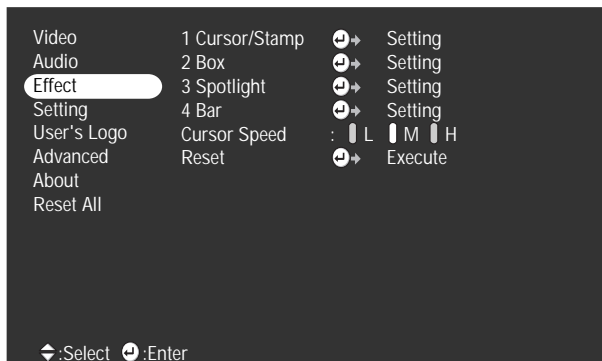 Video 1 Cursor/Stamp Setting
Audio 2 Box Setting
Effect 3 Spotlight Setting
Setting 4 Bar Setting
User's Logo Cursor Speed : L M H
Advanced Reset Execute
About
Reset All
:Select :Enter